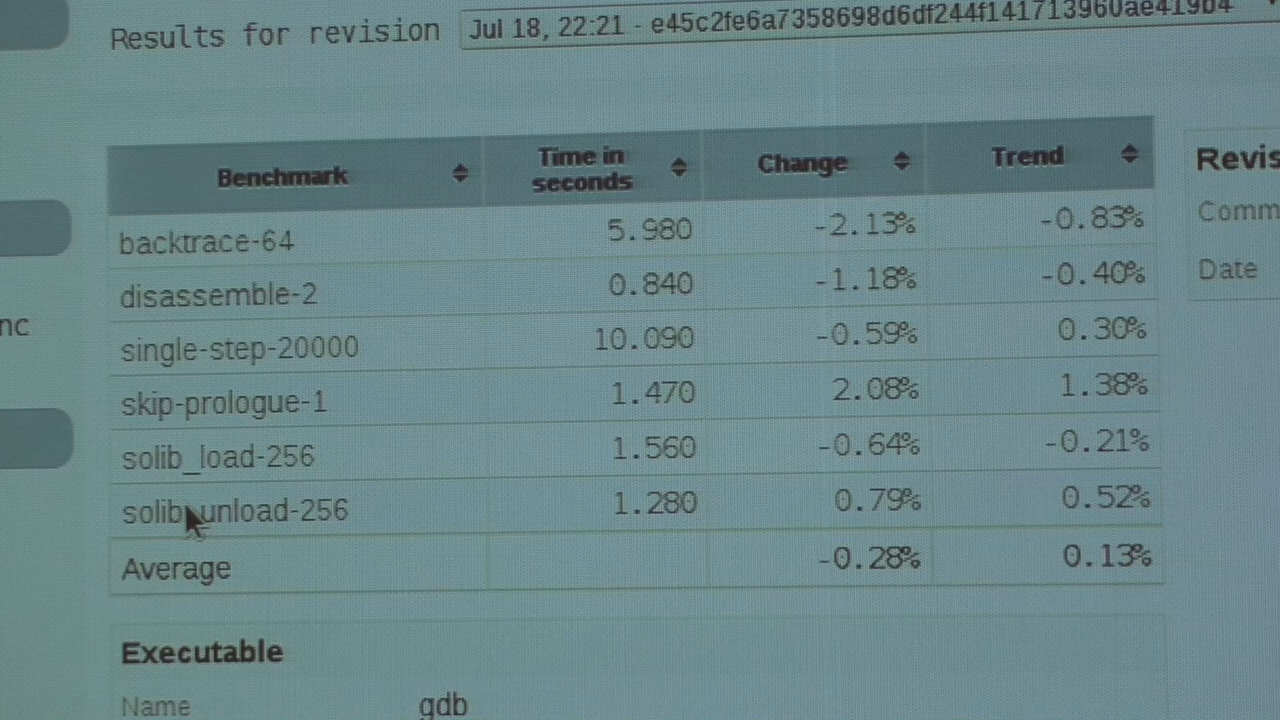 Results for revision Jul 18, 22:21 - e45c2fe6a7358698d6df244f141713960ae419b4
Benchmark Time in seconds Change Trend
backtrace-64 5.980 -2.13% -0.83%
disassemble-2 0.840 -1.18% -0.40%
single-step-20000 10.090 -0.59% 0.30%
skip-prologue-1 1.470 2.08% 1.38%
solib_load-256 1.560 -0.64% -0.21%
solib_unload-256 1.280 0.79% 0.52%
Average -0.28% 0.13%
Executable
Name gdb
Revis
Comm
Date
nc